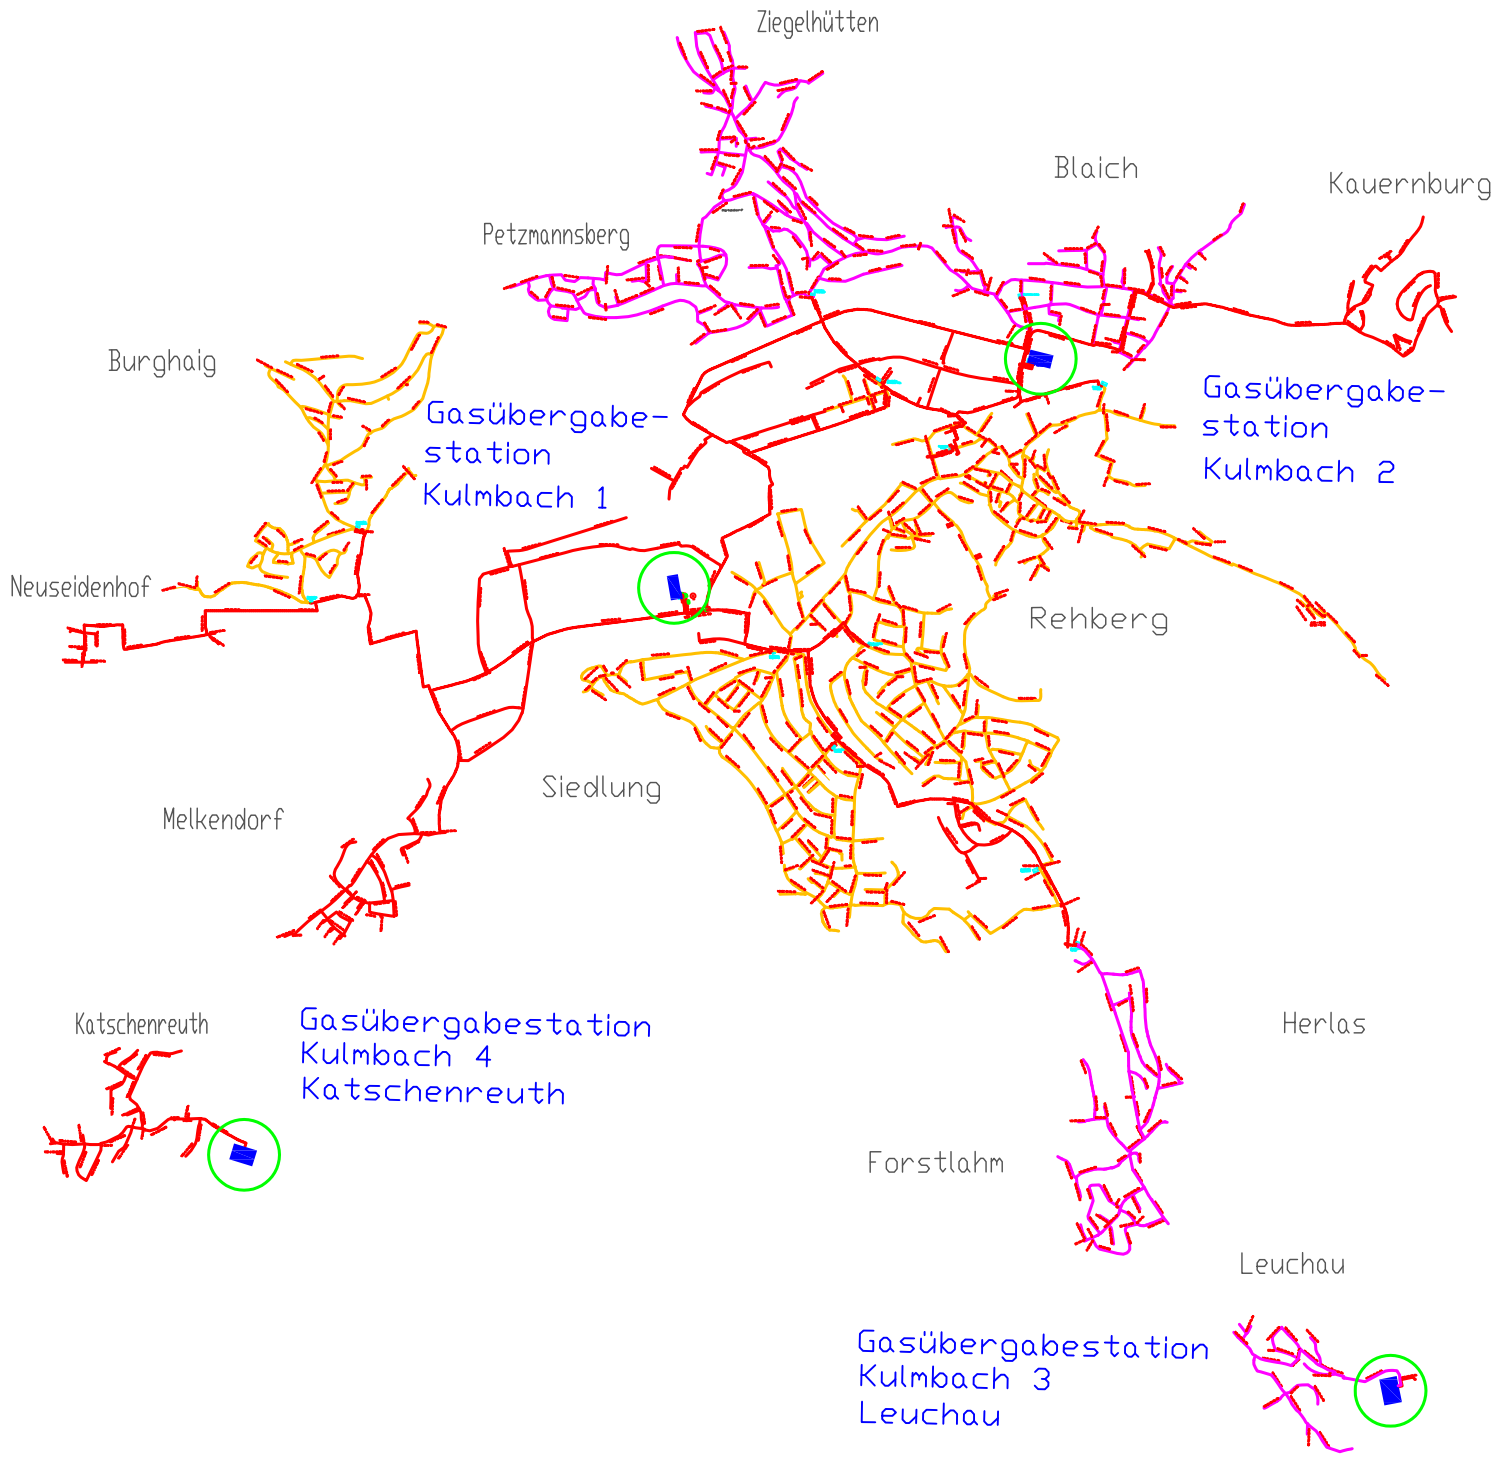 Ziegelhütten
Blaich
Kauernburg
Petzmannsberg
Burghaig
Gasübergabe-
station
Kulmbach 1
Gasübergabe-
station
Kulmbach 2
Neuseidenhof
Rehberg
Siedlung
Melkendorf
Katschenreuth
Gasübergabestation
Kulmbach 4
Katschenreuth
Herlas
Forstlahm
Leuchau
Gasübergabestation
Kulmbach 3
Leuchau